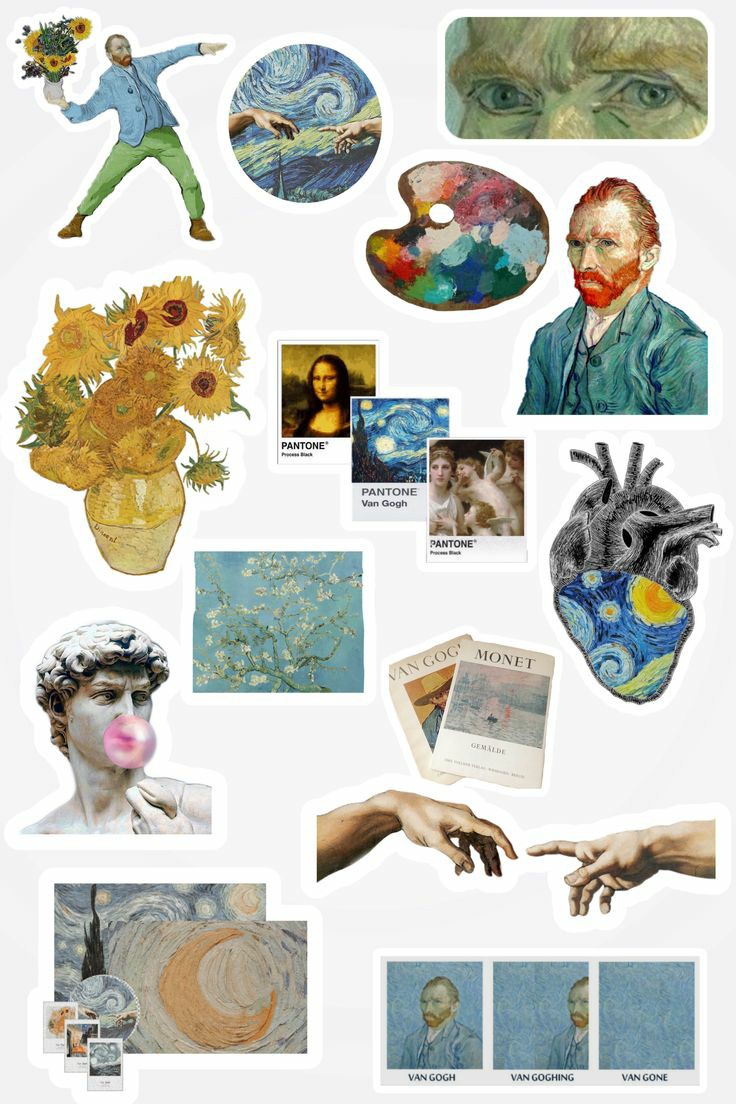 PANTONE®
Process Black
PANTONE
Van Gogh
PANTONE®
Process Black
Vincent
VAN GOGH
MONET
GEMÄLDE
VAN GOGH
VAN GOGHING
VAN GONE